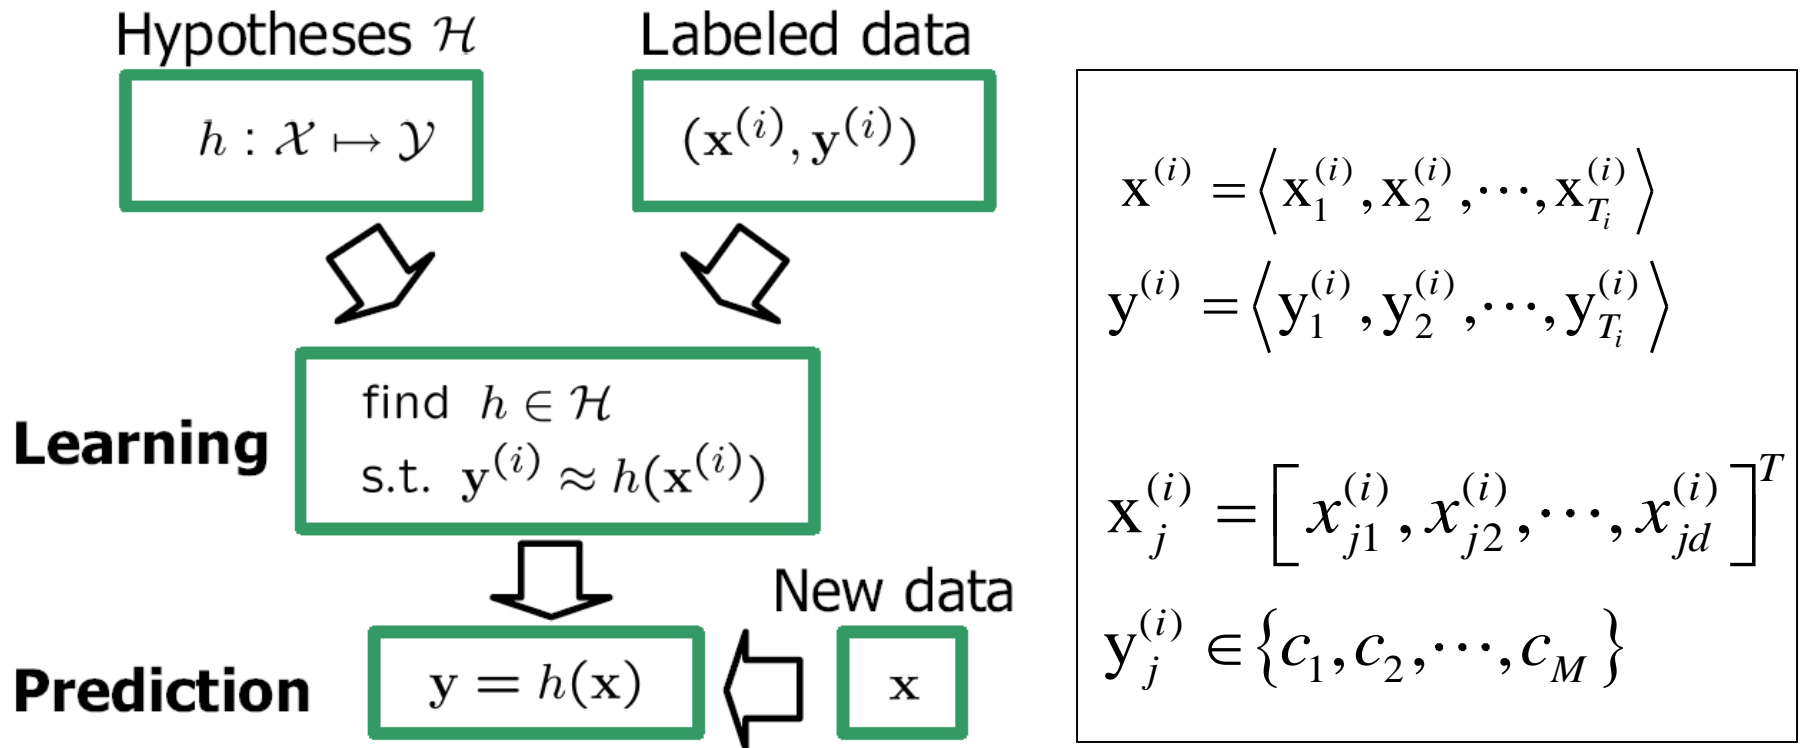 Hypotheses ℋ
h : 𝒳 ↦ 𝒴
Labeled data
(x^(i), y^(i))
Learning
find h ∈ ℋ
s.t. y^(i) ≈ h(x^(i))
New data
x
Prediction
y = h(x)
x^(i) = ⟨x_1^(i), x_2^(i), ⋯, x_{T_i}^(i)⟩
y^(i) = ⟨y_1^(i), y_2^(i), ⋯, y_{T_i}^(i)⟩
x_j^(i) = [x_{j1}^(i), x_{j2}^(i), ⋯, x_{jd}^(i)]^T
y_j^(i) ∈ {c_1, c_2, ⋯, c_M}